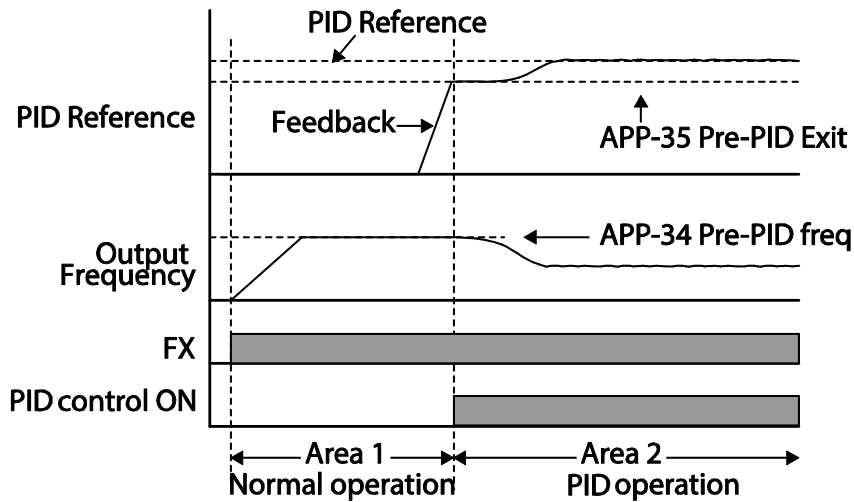 PID Reference
PID Reference
Feedback
APP-35 Pre-PID Exit
Output
Frequency
APP-34 Pre-PID freq
FX
PID control ON
Area 1
Normal operation
Area 2
PID operation